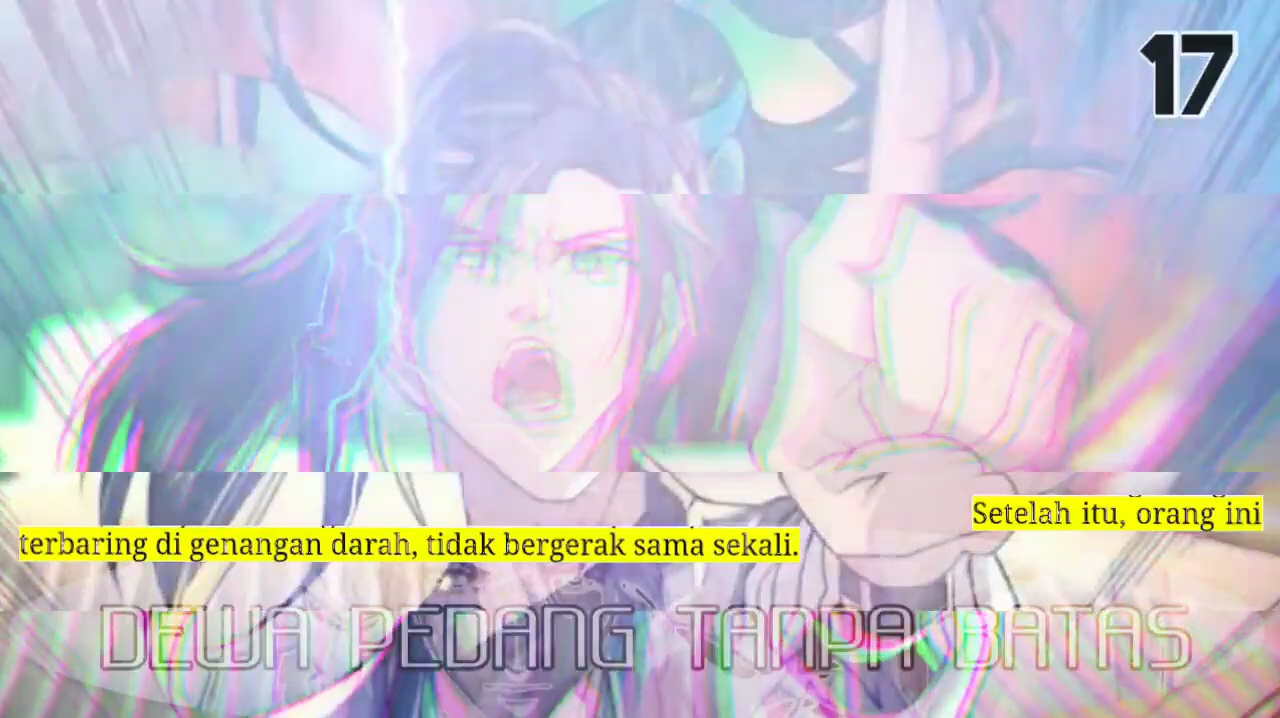 17
Setelah itu, orang ini
terbaring di genangan darah, tidak bergerak sama sekali.
DEWA PEDANG TANPA BATAS